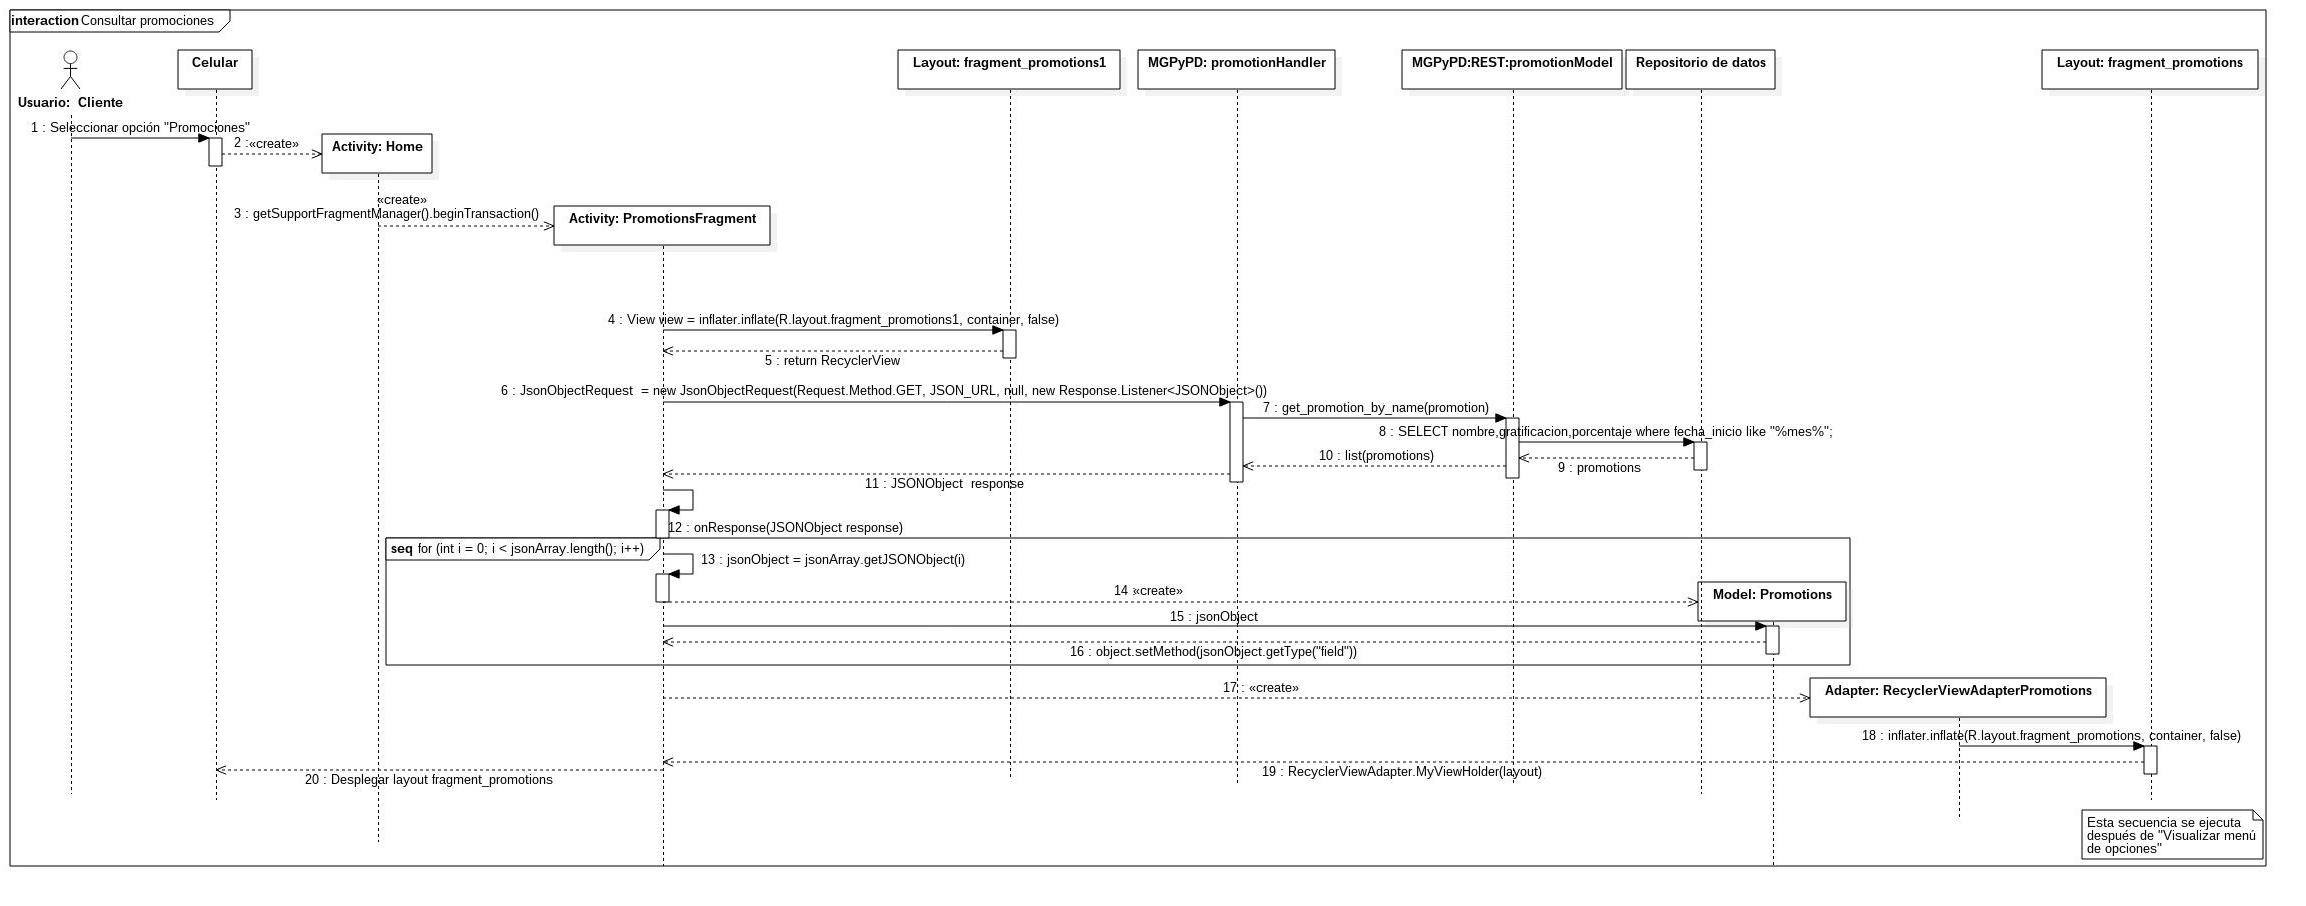 interaction Consultar promociones
Celular
Layout: fragment_promotions1
MGPyPD: promotionHandler
MGPyPD:REST:promotionModel
Repositorio de datos
Layout: fragment_promotions
Usuario:  Cliente
1 : Seleccionar opción "Promociones"
2 :«create»
Activity: Home
«create»
3 : getSupportFragmentManager().beginTransaction()
Activity: PromotionsFragment
4 : View view = inflater.inflate(R.layout.fragment_promotions1, container, false)
5 : return RecyclerView
6 : JsonObjectRequest  = new JsonObjectRequest(Request.Method.GET, JSON_URL, null, new Response.Listener<JSONObject>())
7 : get_promotion_by_name(promotion)
8 : SELECT nombre,gratificacion,porcentaje where fecha_inicio like "%mes%";
10 : list(promotions)
9 : promotions
11 : JSONObject  response
12 : onResponse(JSONObject response)
seq for (int i = 0; i < jsonArray.length(); i++)
13 : jsonObject = jsonArray.getJSONObject(i)
14 :«create»
Model: Promotions
15 : jsonObject
16 : object.setMethod(jsonObject.getType("field"))
17 : «create»
Adapter: RecyclerViewAdapterPromotions
18 : inflater.inflate(R.layout.fragment_promotions, container, false)
19 : RecyclerViewAdapter.MyViewHolder(layout)
20 : Desplegar layout fragment_promotions
Esta secuencia se ejecuta
después de "Visualizar menú
de opciones"